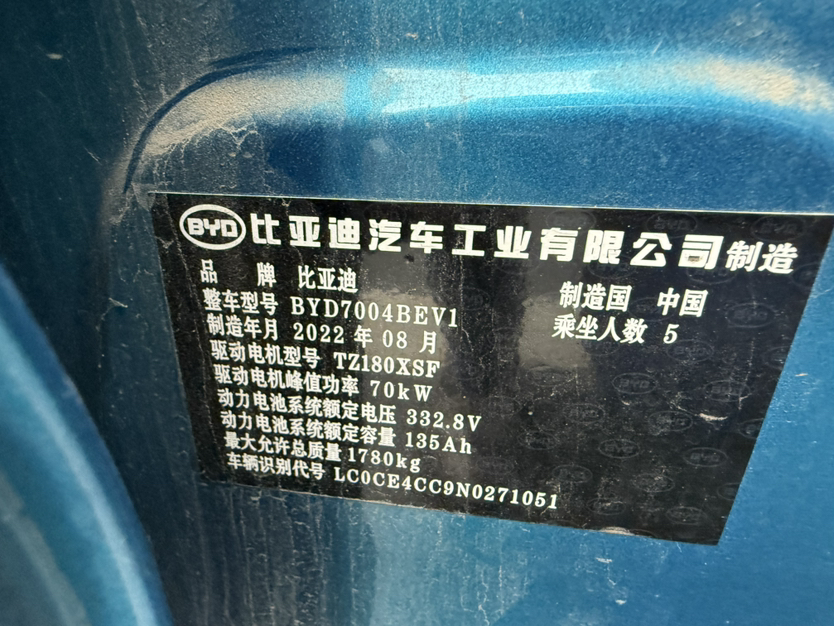 BYD 比亚迪汽车工业有限公司制造
品 牌 比亚迪
制造国 中国
整车型号 BYD7004BEV1
乘坐人数 5
制造年月 2022 年 08 月
驱动电机型号 TZ180XSF
驱动电机峰值功率 70kW
动力电池系统额定电压 332.8V
动力电池系统额定容量 135Ah
最大允许总质量 1780kg
车辆识别代号 LC0CE4CC9N0271051